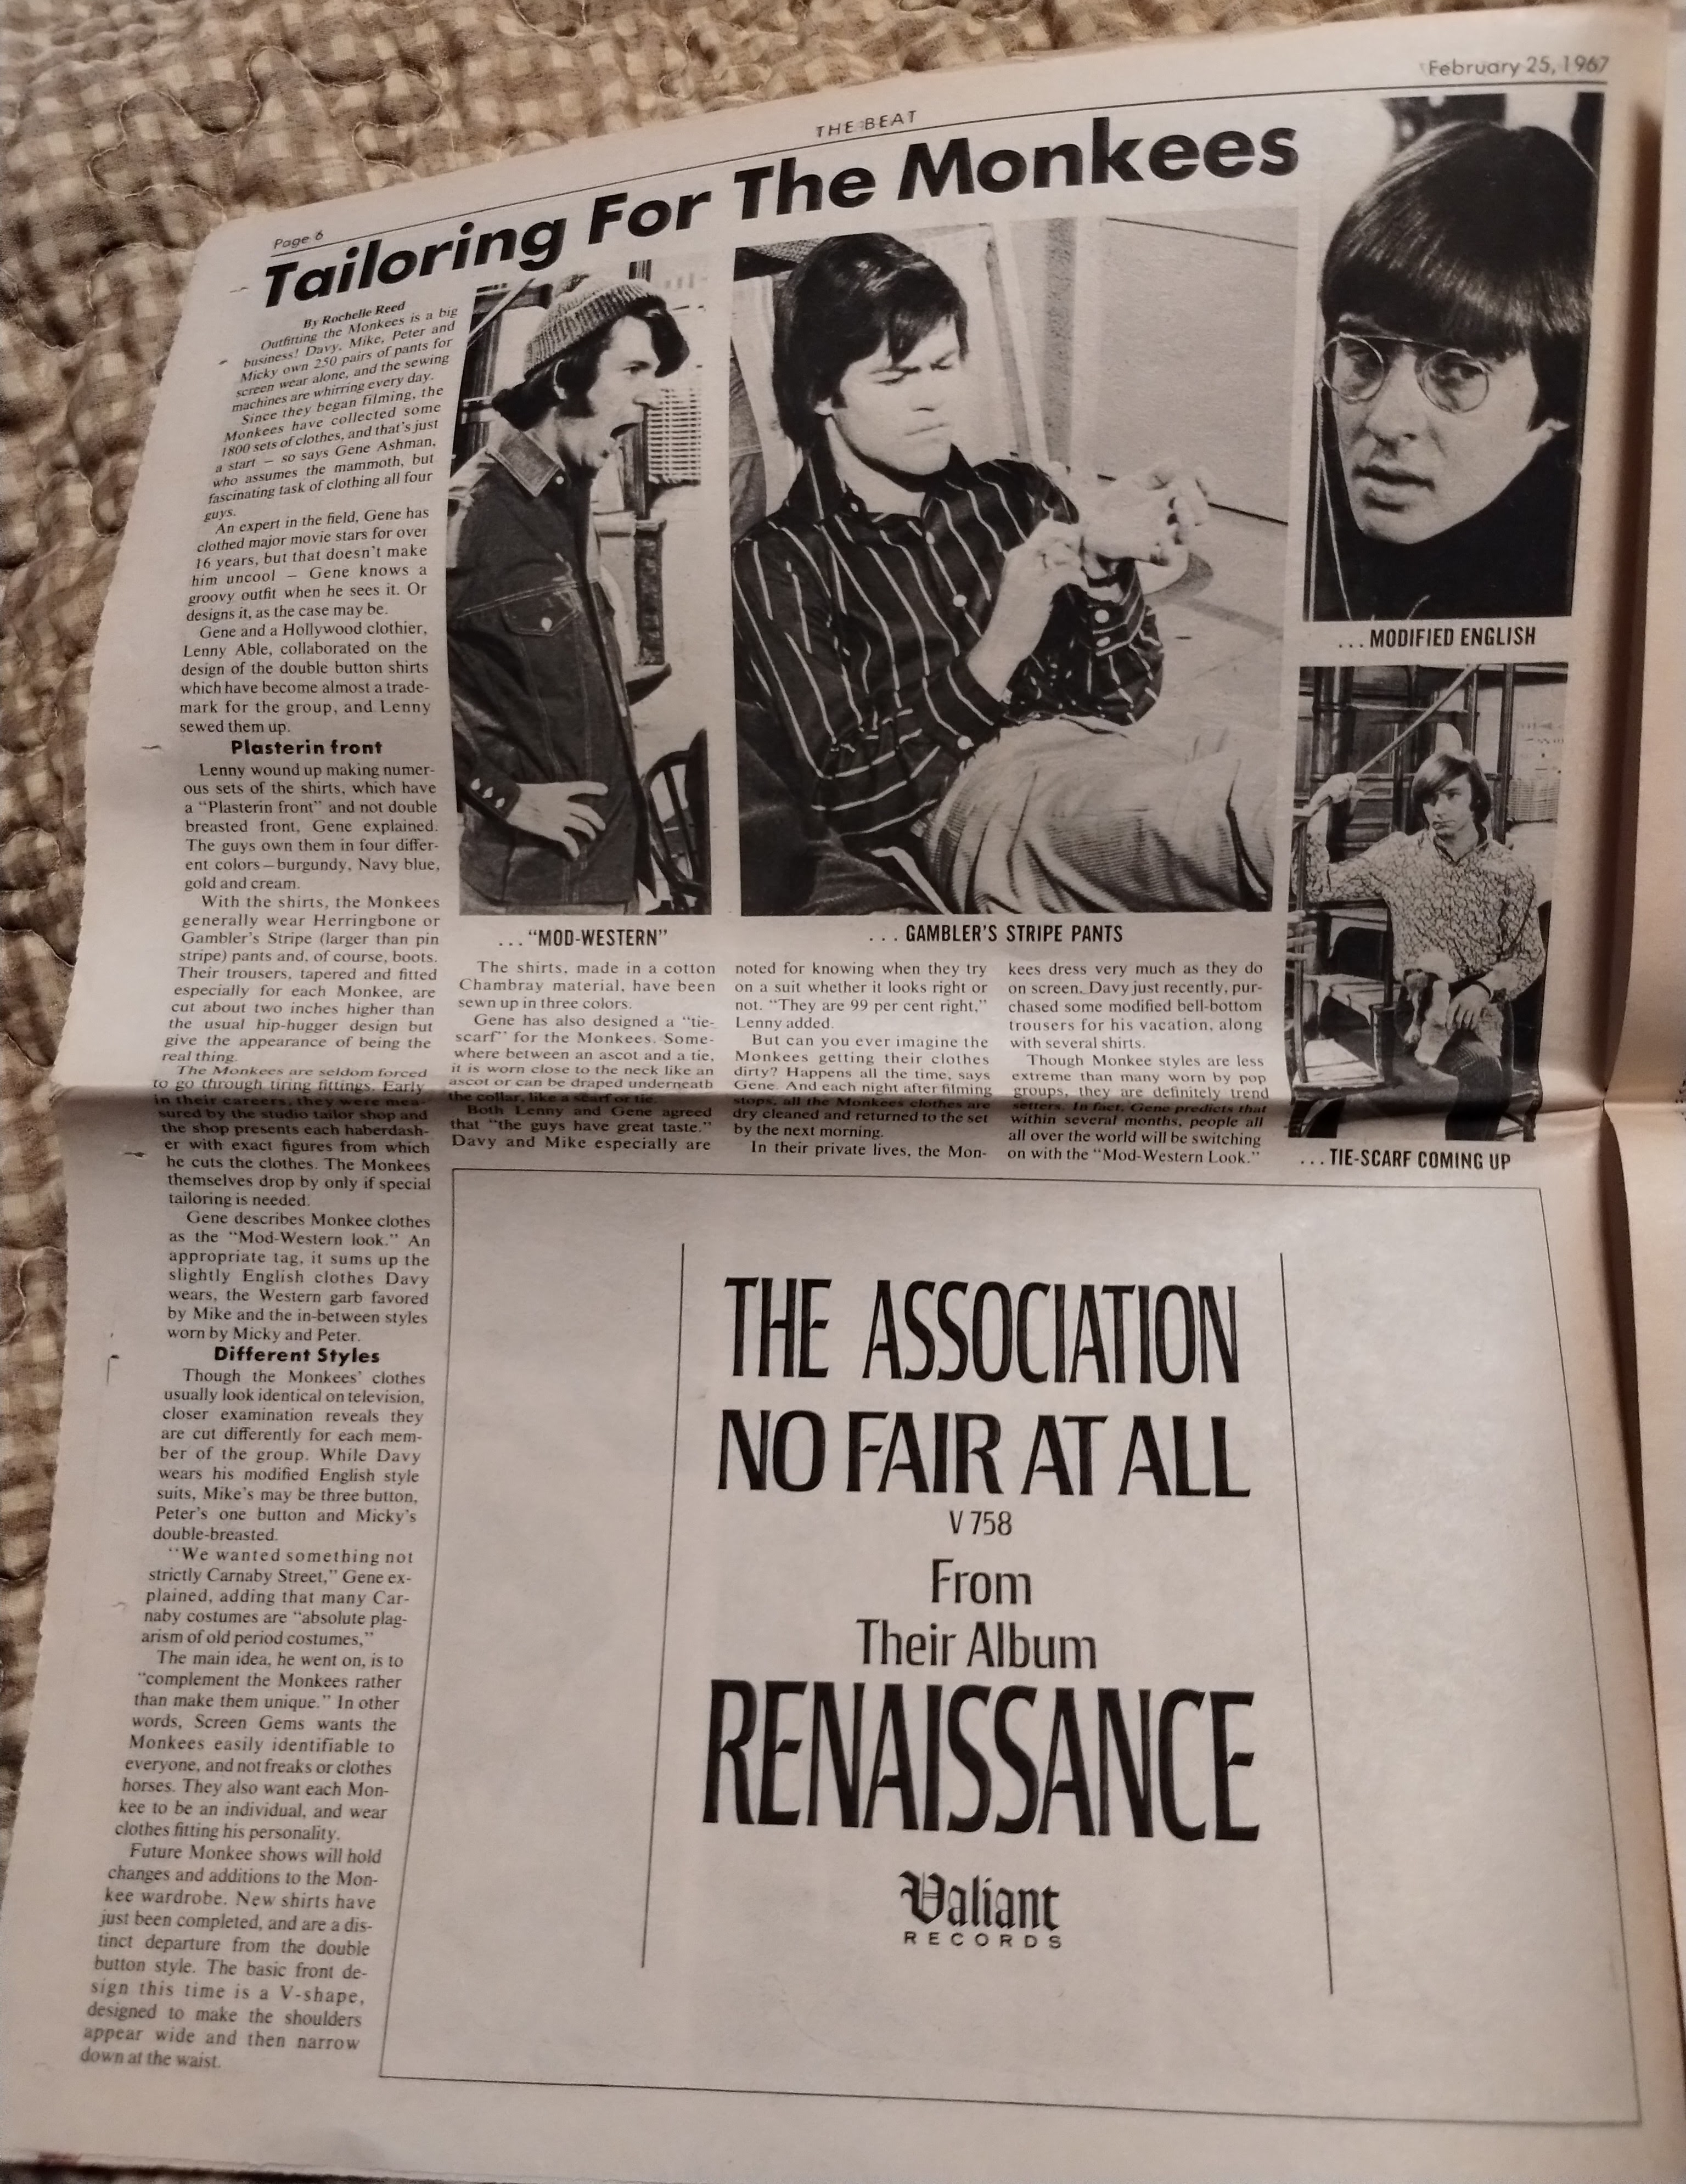 Page 6
THE BEAT
February 25, 1967
Tailoring For The Monkees
By Rochelle Reed
Outfitting the Monkees is a big
business! Davy, Mike, Peter and
Micky own 250 pairs of pants for
screen wear alone, and the sewing
machines are whirring every day.
Since they began filming, the
Monkees have collected some
1800 sets of clothes, and that's just
a start — so says Gene Ashman,
who assumes the mammoth, but
fascinating task of clothing all four
guys.
An expert in the field, Gene has
clothed major movie stars for over
16 years, but that doesn't make
him uncool — Gene knows a
groovy outfit when he sees it. Or
designs it, as the case may be.
Gene and a Hollywood clothier,
Lenny Able, collaborated on the
design of the double button shirts
which have become almost a trade-
mark for the group, and Lenny
sewed them up.
Plasterin front
Lenny wound up making numer-
ous sets of the shirts, which have
a "Plasterin front" and not double
breasted front, Gene explained.
The guys own them in four differ-
ent colors—burgundy, Navy blue,
gold and cream.
With the shirts, the Monkees
generally wear Herringbone or
Gambler's Stripe (larger than pin
stripe) pants and, of course, boots.
Their trousers, tapered and fitted
especially for each Monkee, are
cut about two inches higher than
the usual hip-hugger design but
give the appearance of being the
real thing.
The Monkees are seldom forced
to go through tiring fittings. Early
in their careers, they were mea-
sured by the studio tailor shop and
the shop presents each haberdash-
er with exact figures from which
he cuts the clothes. The Monkees
themselves drop by only if special
tailoring is needed.
Gene describes Monkee clothes
as the "Mod-Western look." An
appropriate tag, it sums up the
slightly English clothes Davy
wears, the Western garb favored
by Mike and the in-between styles
worn by Micky and Peter.
Different Styles
Though the Monkees' clothes
usually look identical on television,
closer examination reveals they
are cut differently for each mem-
ber of the group. While Davy
wears his modified English style
suits, Mike's may be three button,
Peter's one button and Micky's
double-breasted.
"We wanted something not
strictly Carnaby Street," Gene ex-
plained, adding that many Car-
naby costumes are "absolute plag-
arism of old period costumes,"
The main idea, he went on, is to
"complement the Monkees rather
than make them unique." In other
words, Screen Gems wants the
Monkees easily identifiable to
everyone, and not freaks or clothes
horses. They also want each Mon-
kee to be an individual, and wear
clothes fitting his personality.
Future Monkee shows will hold
changes and additions to the Mon-
kee wardrobe. New shirts have
just been completed, and are a dis-
tinct departure from the double
button style. The basic front de-
sign this time is a V-shape,
designed to make the shoulders
appear wide and then narrow
down at the waist.
... "MOD-WESTERN"
The shirts, made in a cotton
Chambray material, have been
sewn up in three colors.
Gene has also designed a "tie-
scarf" for the Monkees. Some-
where between an ascot and a tie,
it is worn close to the neck like an
ascot or can be draped underneath
the collar, like a scarf or tie.
Both Lenny and Gene agreed
that "the guys have great taste."
Davy and Mike especially are
... GAMBLER'S STRIPE PANTS
noted for knowing when they try
on a suit whether it looks right or
not. "They are 99 per cent right,"
Lenny added.
But can you ever imagine the
Monkees getting their clothes
dirty? Happens all the time, says
Gene. And each night after filming
stops, all the Monkees clothes are
dry cleaned and returned to the set
by the next morning.
In their private lives, the Mon-
kees dress very much as they do
on screen. Davy just recently, pur-
chased some modified bell-bottom
trousers for his vacation, along
with several shirts.
Though Monkee styles are less
extreme than many worn by pop
groups, they are definitely trend
setters. In fact, Gene predicts that
within several months, people all
all over the world will be switching
on with the "Mod-Western Look."
... MODIFIED ENGLISH
... TIE-SCARF COMING UP
THE ASSOCIATION
NO FAIR AT ALL
V 758
From
Their Album
RENAISSANCE
Valiant
RECORDS